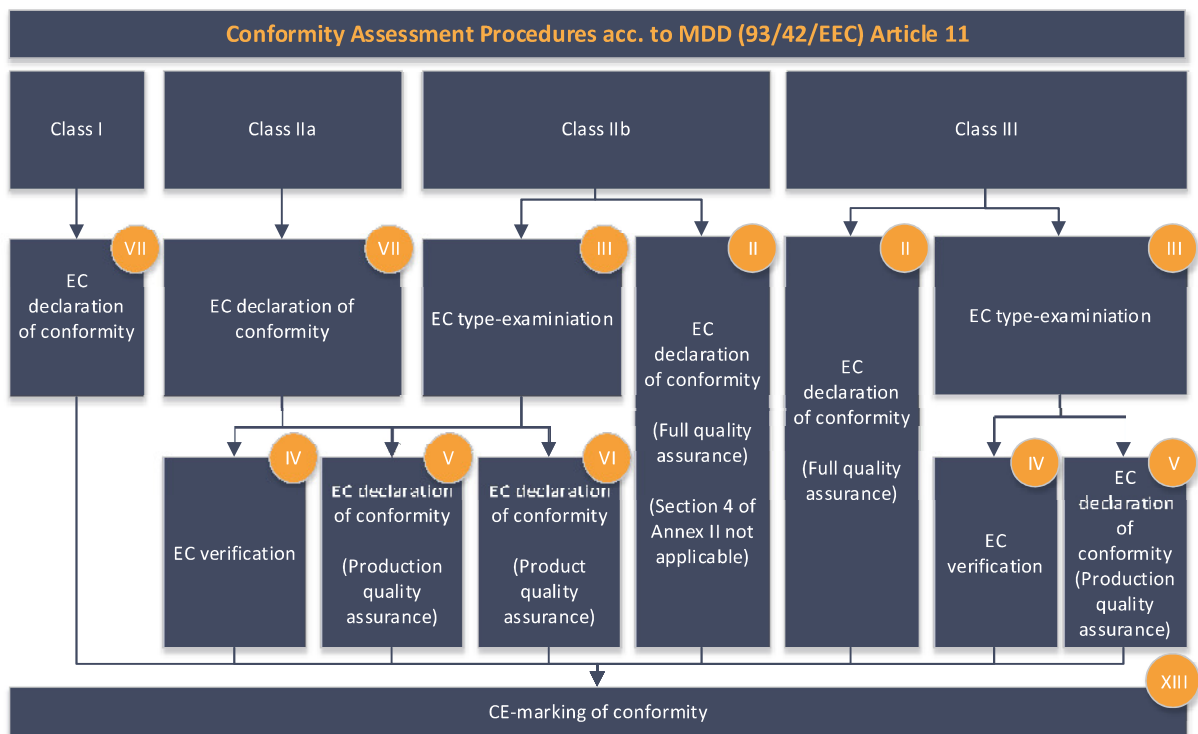 Conformity Assessment Procedures acc. to MDD (93/42/EEC) Article 11
Class I
Class IIa
Class IIb
Class III
VII
EC
declaration
of conformity
VII
EC declaration of
conformity
III
EC type-examiniation
II
EC
declaration
of conformity
(Full quality
assurance)
(Section 4 of
Annex II not
applicable)
II
EC
declaration
of conformity
(Full quality
assurance)
III
EC type-examiniation
IV
EC verification
V
EC declaration
of conformity
(Production
quality
assurance)
VI
EC declaration
of conformity
(Product
quality
assurance)
IV
EC
verification
V
EC
declaration
of
conformity
(Production
quality
assurance)
XIII
CE-marking of conformity